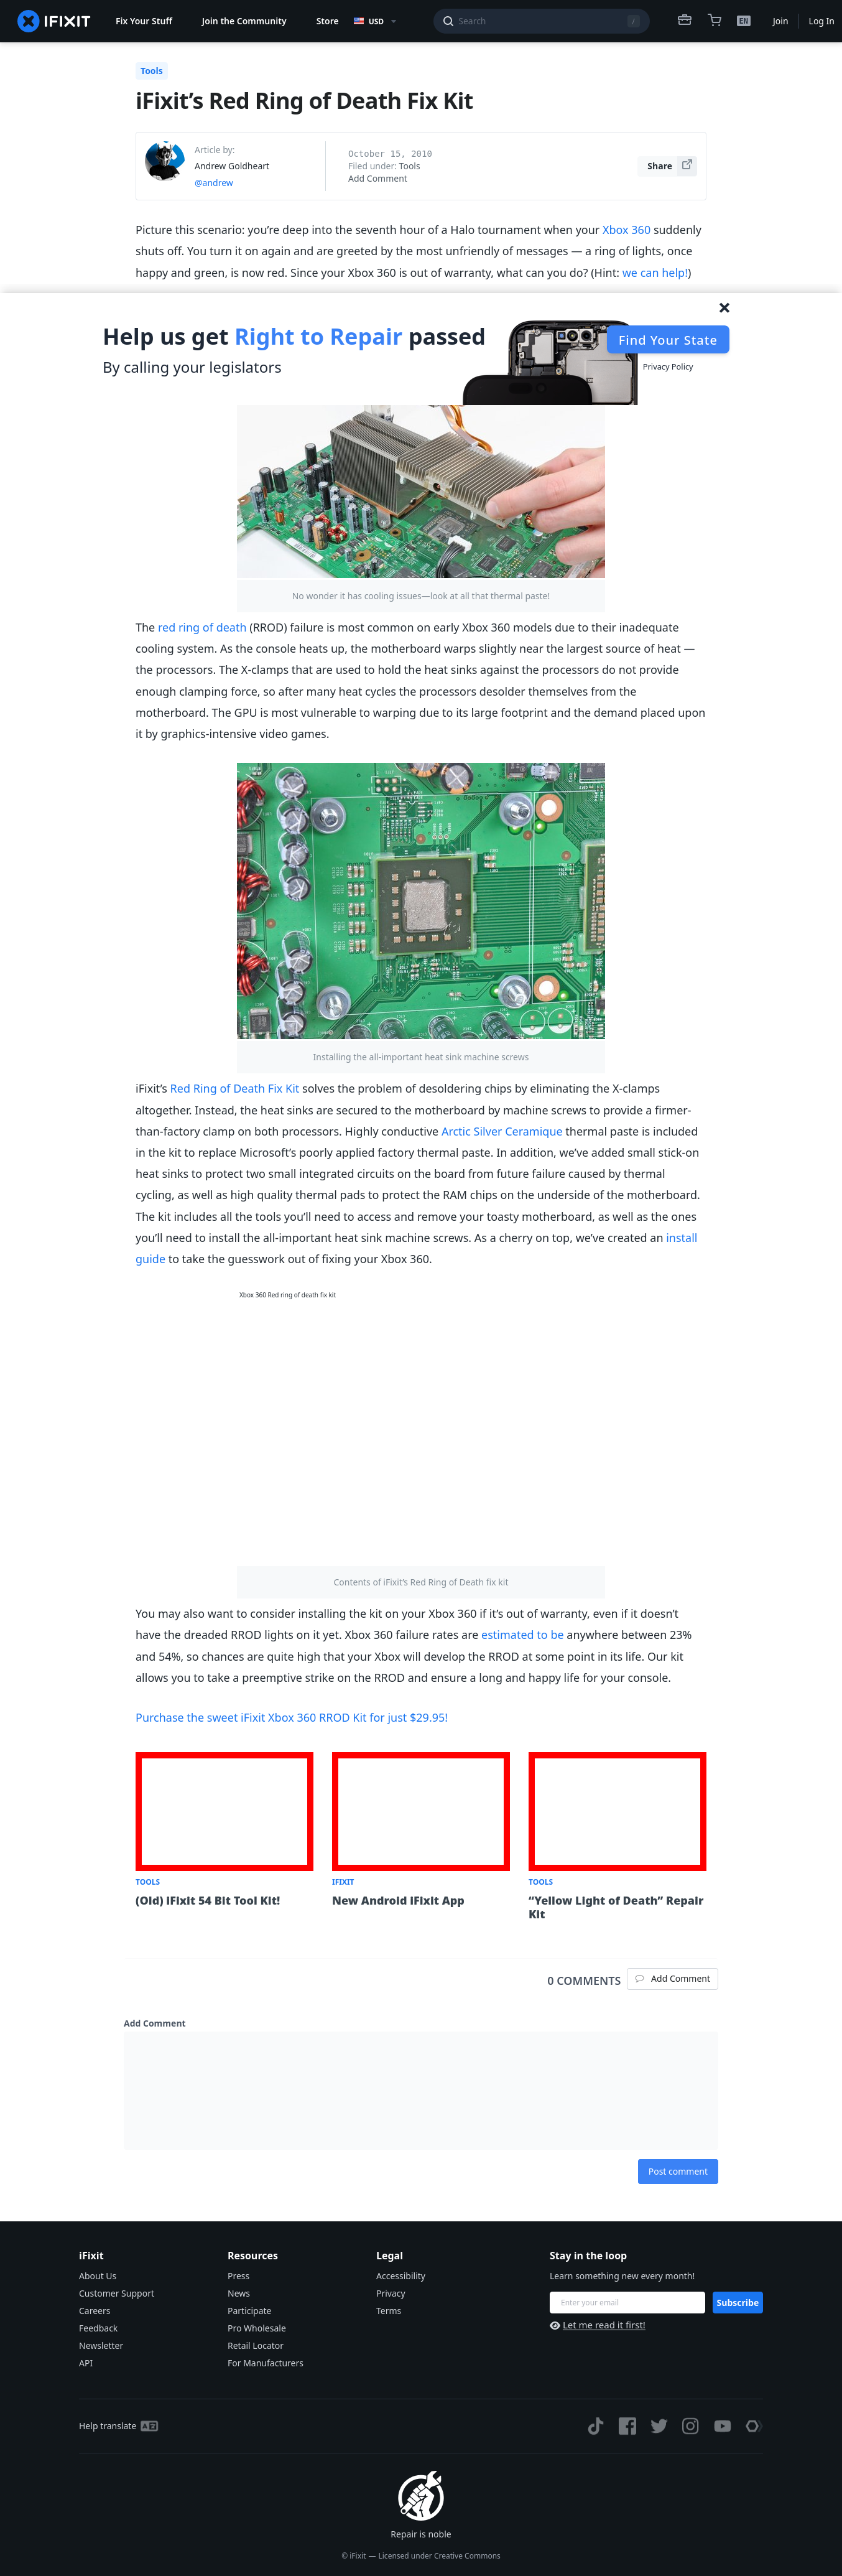 IFIXIT
Fix Your Stuff
Join the Community
Store
USD
Search
/
EN
Join
Log In
Tools
iFixit’s Red Ring of Death Fix Kit
Article by:
Andrew Goldheart
@andrew
October 15, 2010
Filed under: Tools
Add Comment
Share
Picture this scenario: you’re deep into the seventh hour of a Halo tournament when your Xbox 360 suddenly
shuts off. You turn it on again and are greeted by the most unfriendly of messages — a ring of lights, once
happy and green, is now red. Since your Xbox 360 is out of warranty, what can you do? (Hint: we can help!)
Help us get Right to Repair passed
By calling your legislators
Find Your State
Privacy Policy
No wonder it has cooling issues—look at all that thermal paste!
The red ring of death (RROD) failure is most common on early Xbox 360 models due to their inadequate
cooling system. As the console heats up, the motherboard warps slightly near the largest source of heat —
the processors. The X-clamps that are used to hold the heat sinks against the processors do not provide
enough clamping force, so after many heat cycles the processors desolder themselves from the
motherboard. The GPU is most vulnerable to warping due to its large footprint and the demand placed upon
it by graphics-intensive video games.
Installing the all-important heat sink machine screws
iFixit’s Red Ring of Death Fix Kit solves the problem of desoldering chips by eliminating the X-clamps
altogether. Instead, the heat sinks are secured to the motherboard by machine screws to provide a firmer-
than-factory clamp on both processors. Highly conductive Arctic Silver Ceramique thermal paste is included
in the kit to replace Microsoft’s poorly applied factory thermal paste. In addition, we’ve added small stick-on
heat sinks to protect two small integrated circuits on the board from future failure caused by thermal
cycling, as well as high quality thermal pads to protect the RAM chips on the underside of the motherboard.
The kit includes all the tools you’ll need to access and remove your toasty motherboard, as well as the ones
you’ll need to install the all-important heat sink machine screws. As a cherry on top, we’ve created an install
guide to take the guesswork out of fixing your Xbox 360.
Xbox 360 Red ring of death fix kit
Contents of iFixit’s Red Ring of Death fix kit
You may also want to consider installing the kit on your Xbox 360 if it’s out of warranty, even if it doesn’t
have the dreaded RROD lights on it yet. Xbox 360 failure rates are estimated to be anywhere between 23%
and 54%, so chances are quite high that your Xbox will develop the RROD at some point in its life. Our kit
allows you to take a preemptive strike on the RROD and ensure a long and happy life for your console.
Purchase the sweet iFixit Xbox 360 RROD Kit for just $29.95!
TOOLS
(Old) iFixit 54 Bit Tool Kit!
IFIXIT
New Android iFixit App
TOOLS
“Yellow Light of Death” Repair
Kit
0 COMMENTS
Add Comment
Add Comment
Post comment
iFixit
About Us
Customer Support
Careers
Feedback
Newsletter
API
Resources
Press
News
Participate
Pro Wholesale
Retail Locator
For Manufacturers
Legal
Accessibility
Privacy
Terms
Stay in the loop
Learn something new every month!
Enter your email
Subscribe
Let me read it first!
Help translate
Repair is noble
© iFixit — Licensed under Creative Commons